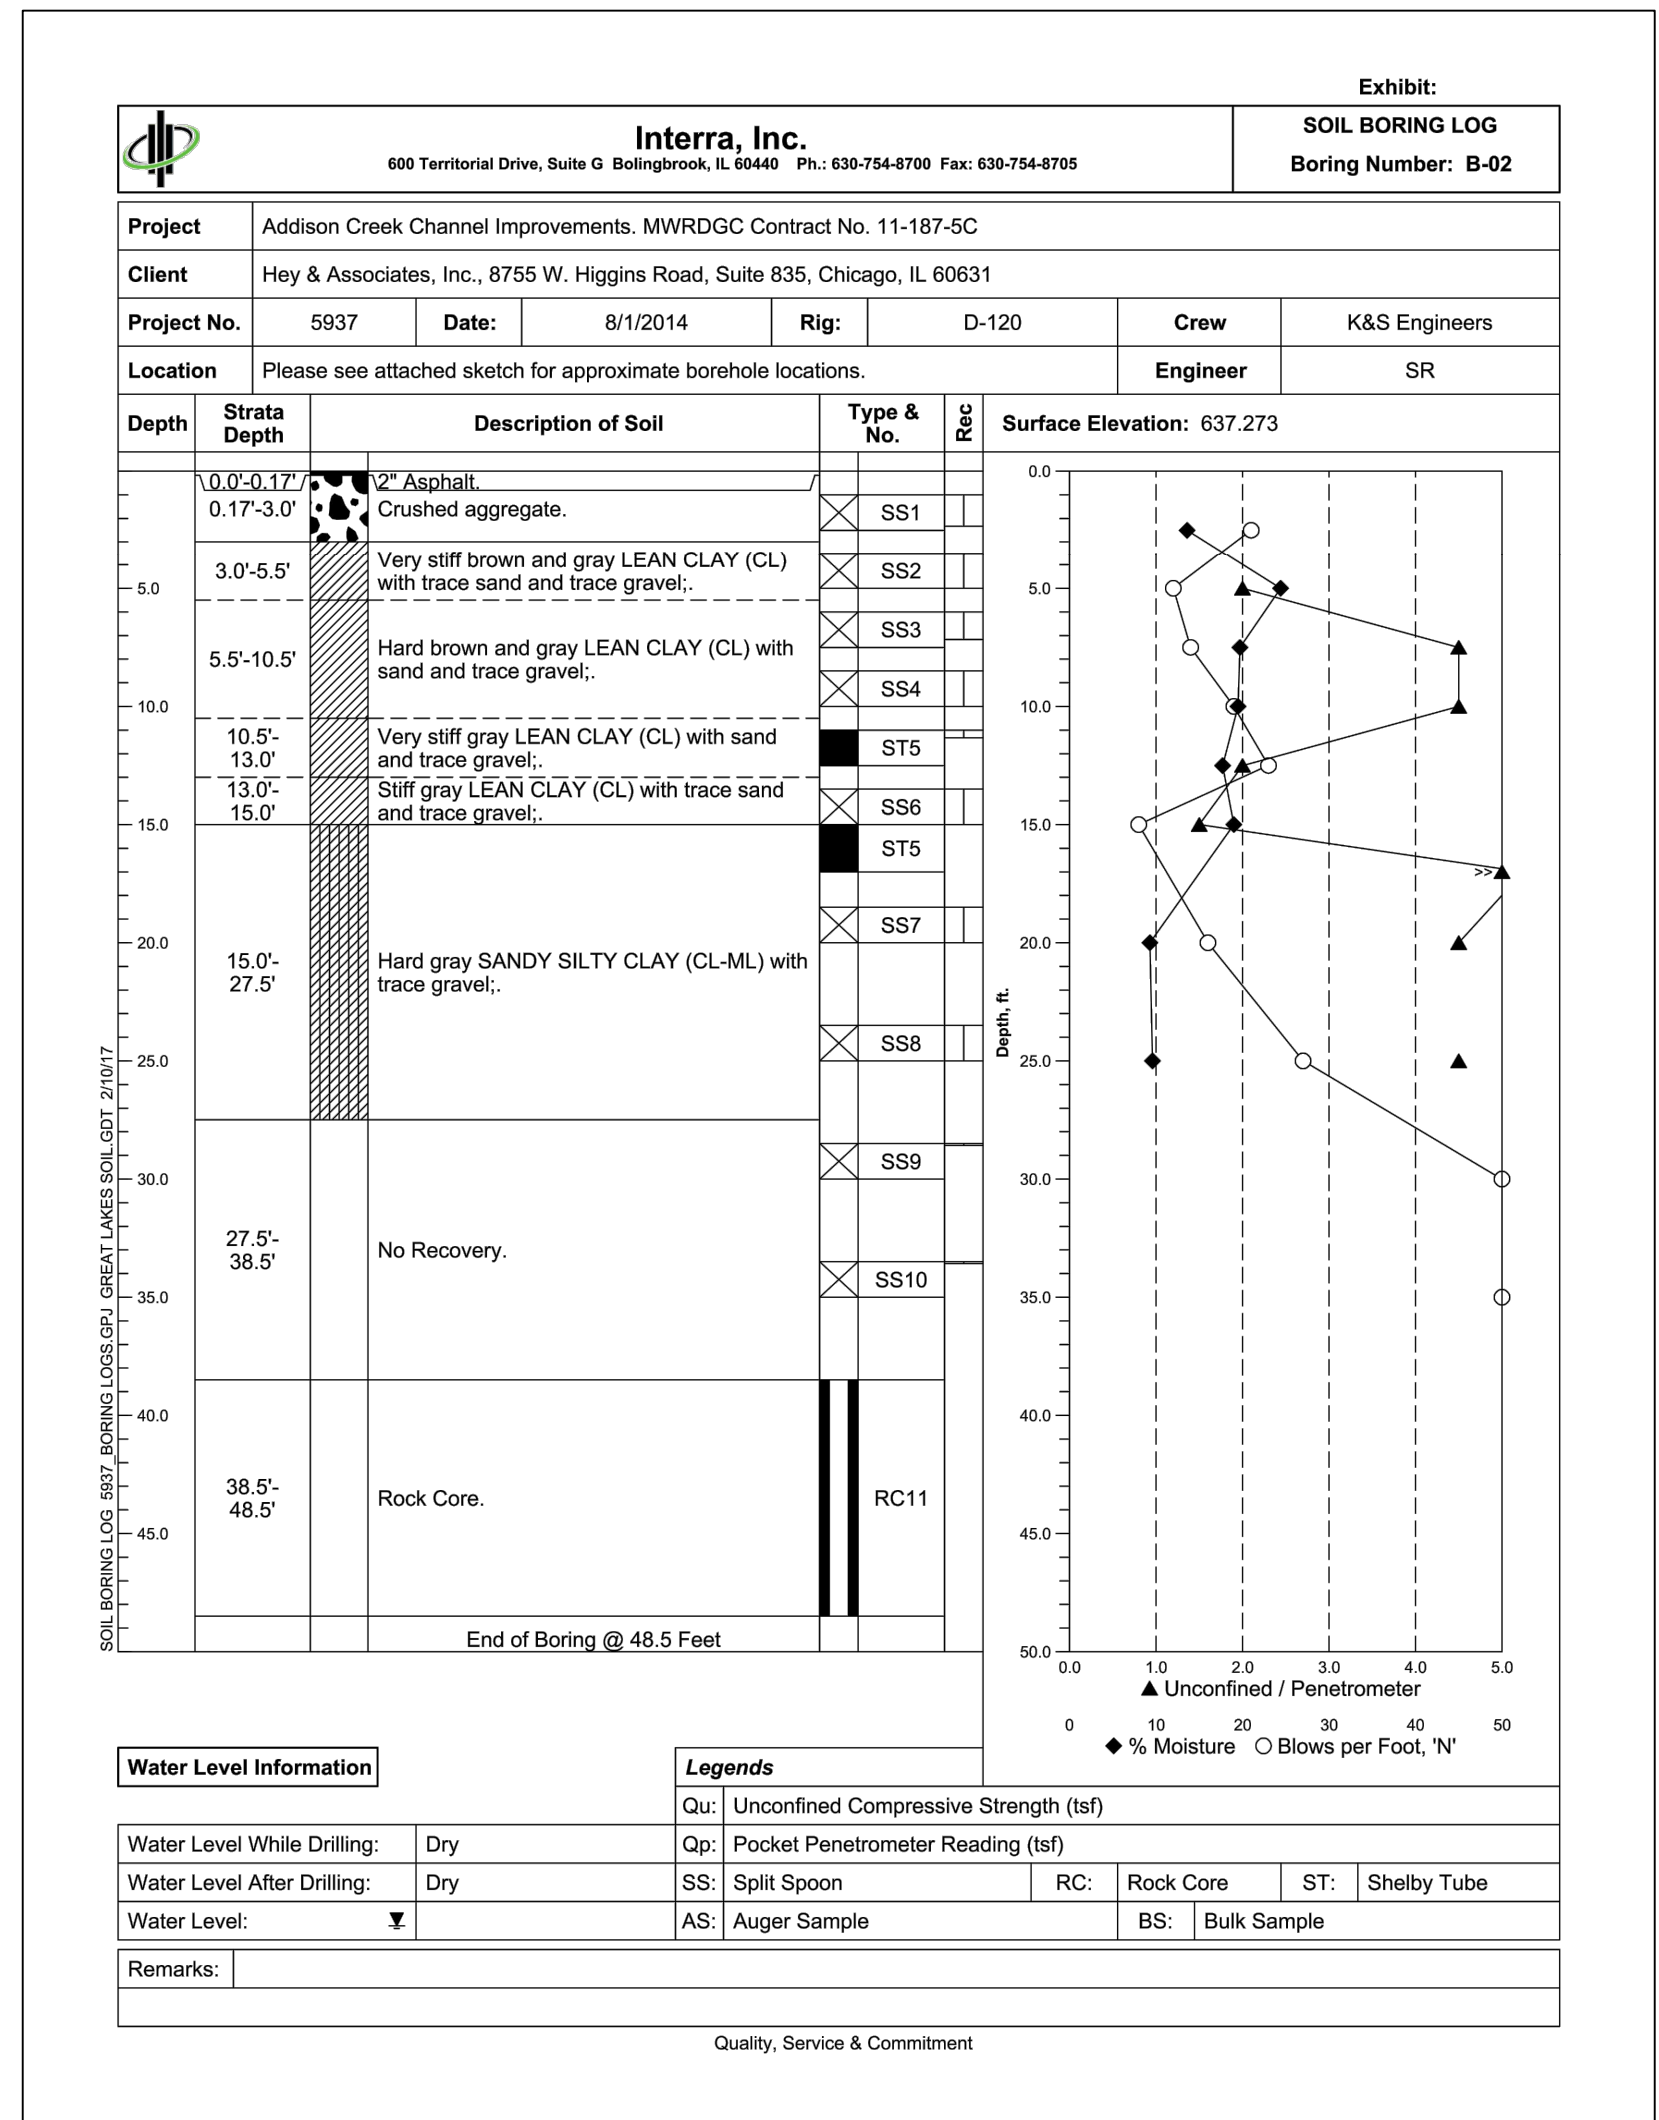 Exhibit:
Interra, Inc.
600 Territorial Drive, Suite G Bolingbrook, IL 60440 Ph.: 630-754-8700 Fax: 630-754-8705
SOIL BORING LOG
Boring Number: B-02
Project Addison Creek Channel Improvements. MWRDGC Contract No. 11-187-5C
Client Hey & Associates, Inc., 8755 W. Higgins Road, Suite 835, Chicago, IL 60631
Project No. 5937 Date: 8/1/2014 Rig: D-120 Crew K&S Engineers
Location Please see attached sketch for approximate borehole locations. Engineer SR
Depth
Strata
Depth
Description of Soil
Type &
No.
Rec
Surface Elevation: 637.273
0.0'-0.17' 2" Asphalt.
0.17'-3.0' Crushed aggregate.
SS1
3.0'-5.5'
Very stiff brown and gray LEAN CLAY (CL)
with trace sand and trace gravel;.
SS2
5.0
5.5'-10.5'
Hard brown and gray LEAN CLAY (CL) with
sand and trace gravel;.
SS3
SS4
10.0
10.5'-
13.0'
Very stiff gray LEAN CLAY (CL) with sand
and trace gravel;.
ST5
13.0'-
15.0'
Stiff gray LEAN CLAY (CL) with trace sand
and trace gravel;.
SS6
15.0
ST5
SS7
20.0
15.0'-
27.5'
Hard gray SANDY SILTY CLAY (CL-ML) with
trace gravel;.
SS8
25.0
SS9
30.0
27.5'-
38.5'
No Recovery.
SS10
35.0
40.0
38.5'-
48.5'
Rock Core.
RC11
45.0
End of Boring @ 48.5 Feet
SOIL BORING LOG 5937_BORING LOGS.GPJ GREAT LAKES SOIL.GDT 2/10/17
0.0
5.0
10.0
15.0
>>
20.0
Depth, ft.
25.0
30.0
35.0
40.0
45.0
50.0
0.0 1.0 2.0 3.0 4.0 5.0
▲ Unconfined / Penetrometer
0 10 20 30 40 50
◆ % Moisture ○ Blows per Foot, 'N'
Water Level Information
Legends
Qu: Unconfined Compressive Strength (tsf)
Water Level While Drilling: Dry
Qp: Pocket Penetrometer Reading (tsf)
Water Level After Drilling: Dry
SS: Split Spoon RC: Rock Core ST: Shelby Tube
Water Level:
AS: Auger Sample BS: Bulk Sample
Remarks:
Quality, Service & Commitment